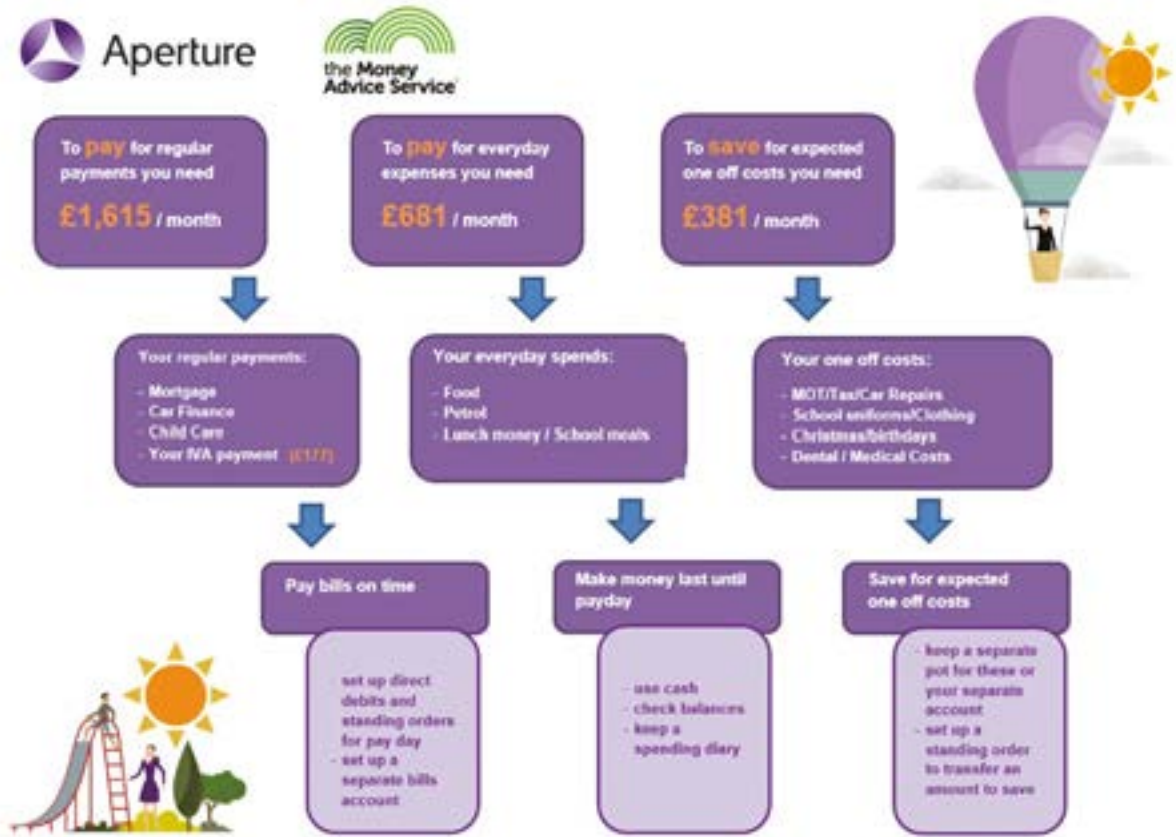 Aperture
the Money
Advice Service
To pay for regular
payments you need
£1,615 / month
To pay for everyday
expenses you need
£681 / month
To save for expected
one off costs you need
£381 / month
Your regular payments:
- Mortgage
- Car Finance
- Child Care
- Your IVA payment (£177)
Your everyday spends:
- Food
- Petrol
- Lunch money / School meals
Your one off costs:
- MOT/Tax/Car Repairs
- School uniforms/Clothing
- Christmas/birthdays
- Dental / Medical Costs
Pay bills on time
- set up direct
debits and
standing orders
for pay day
- set up a
separate bills
account
Make money last until
payday
- use cash
- check balances
- keep a
spending diary
Save for expected
one off costs
- keep a separate
pot for these or
your separate
account
- set up a
standing order
to transfer an
amount to save